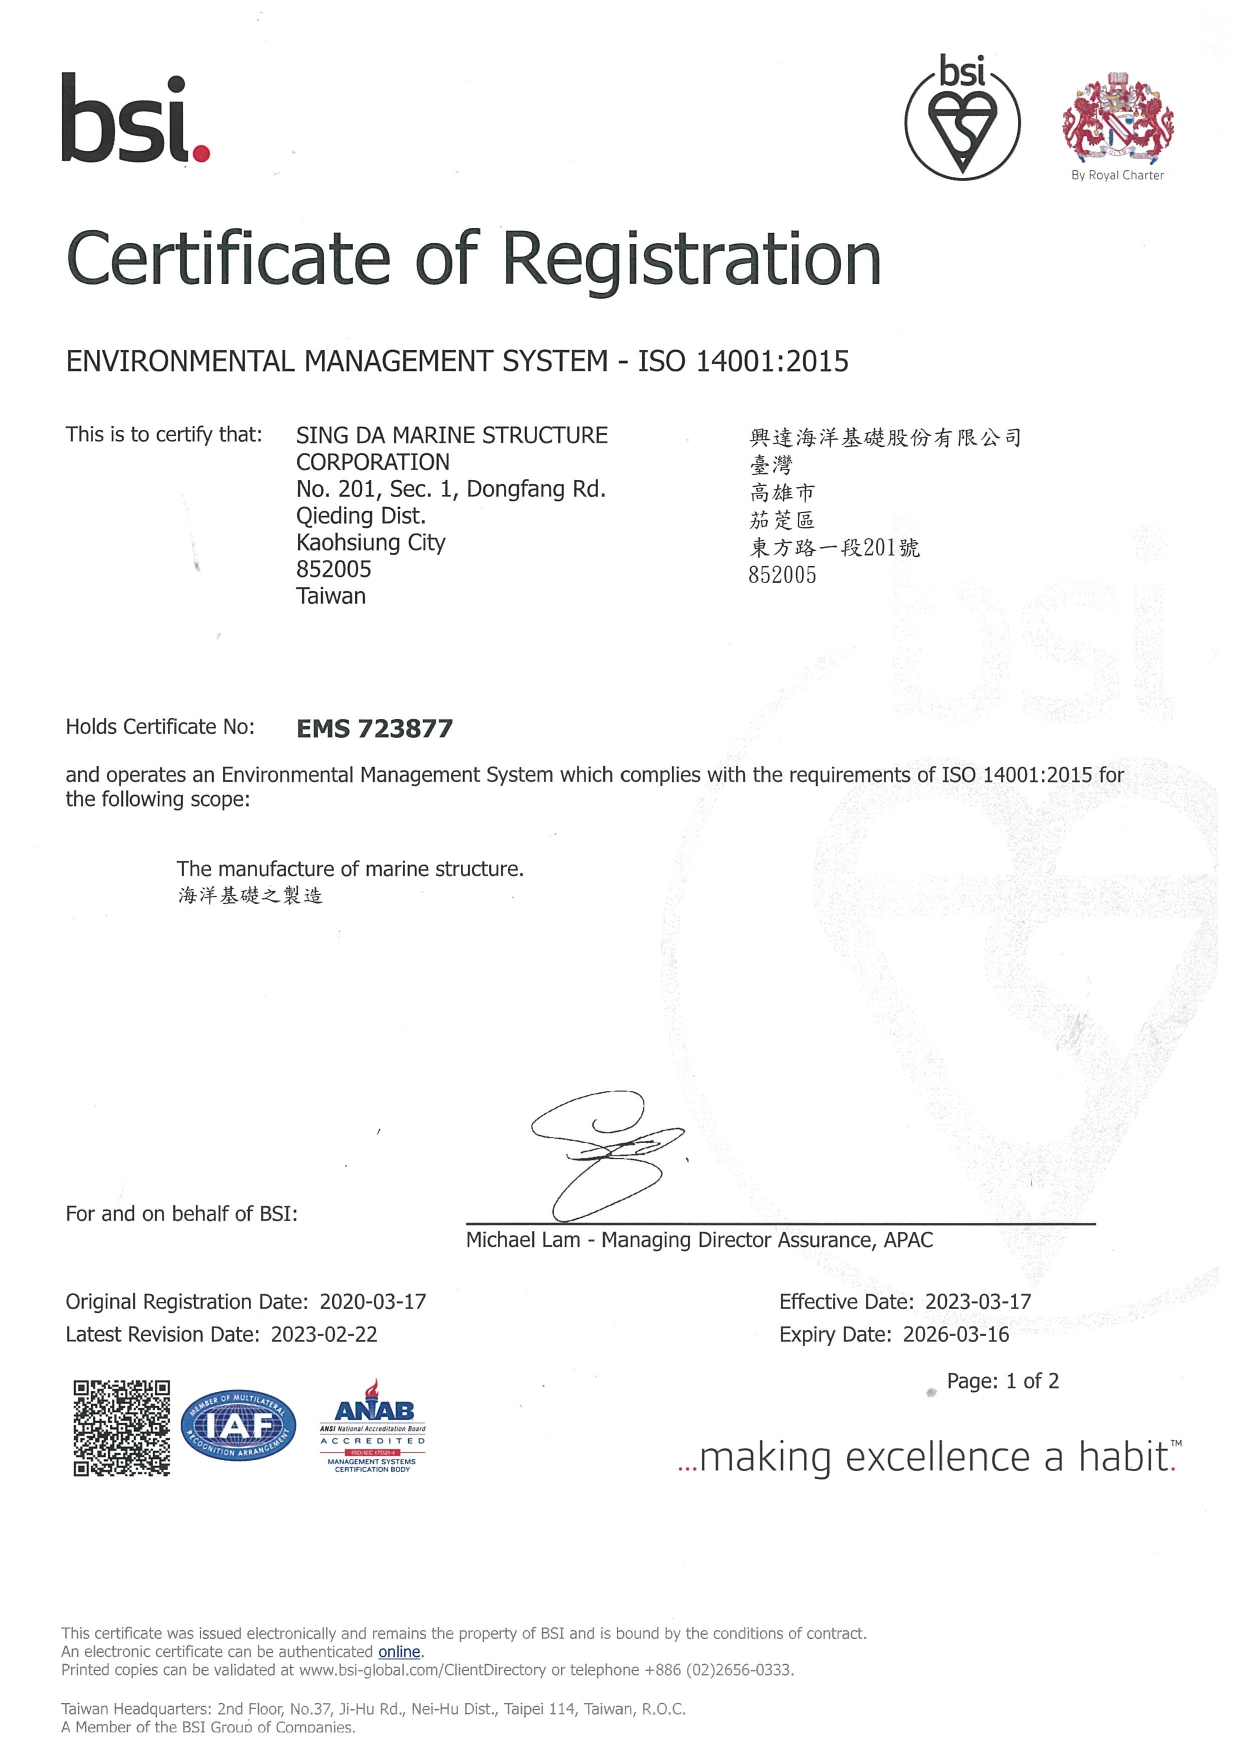 bsi.
bsi
By Royal Charter
Certificate of Registration
ENVIRONMENTAL MANAGEMENT SYSTEM - ISO 14001:2015
This is to certify that:
SING DA MARINE STRUCTURE
CORPORATION
No. 201, Sec. 1, Dongfang Rd.
Qieding Dist.
Kaohsiung City
852005
Taiwan
興達海洋基礎股份有限公司
臺灣
高雄市
茄萣區
東方路一段201號
852005
bsi
Holds Certificate No: EMS 723877
and operates an Environmental Management System which complies with the requirements of ISO 14001:2015 for
the following scope:
The manufacture of marine structure.
海洋基礎之製造
For and on behalf of BSI:
Michael Lam - Managing Director Assurance, APAC
Original Registration Date: 2020-03-17
Effective Date: 2023-03-17
Latest Revision Date: 2023-02-22
Expiry Date: 2026-03-16
Page: 1 of 2
MEMBER OF MULTILATERAL
IAF
RECOGNITION ARRANGEMENT
ANAB
ANSI National Accreditation Board
ACCREDITED
ISO/IEC 17021-1
MANAGEMENT SYSTEMS
CERTIFICATION BODY
...making excellence a habit.™
This certificate was issued electronically and remains the property of BSI and is bound by the conditions of contract.
An electronic certificate can be authenticated online.
Printed copies can be validated at www.bsi-global.com/ClientDirectory or telephone +886 (02)2656-0333.
Taiwan Headquarters: 2nd Floor, No.37, Ji-Hu Rd., Nei-Hu Dist., Taipei 114, Taiwan, R.O.C.
A Member of the BSI Group of Companies.